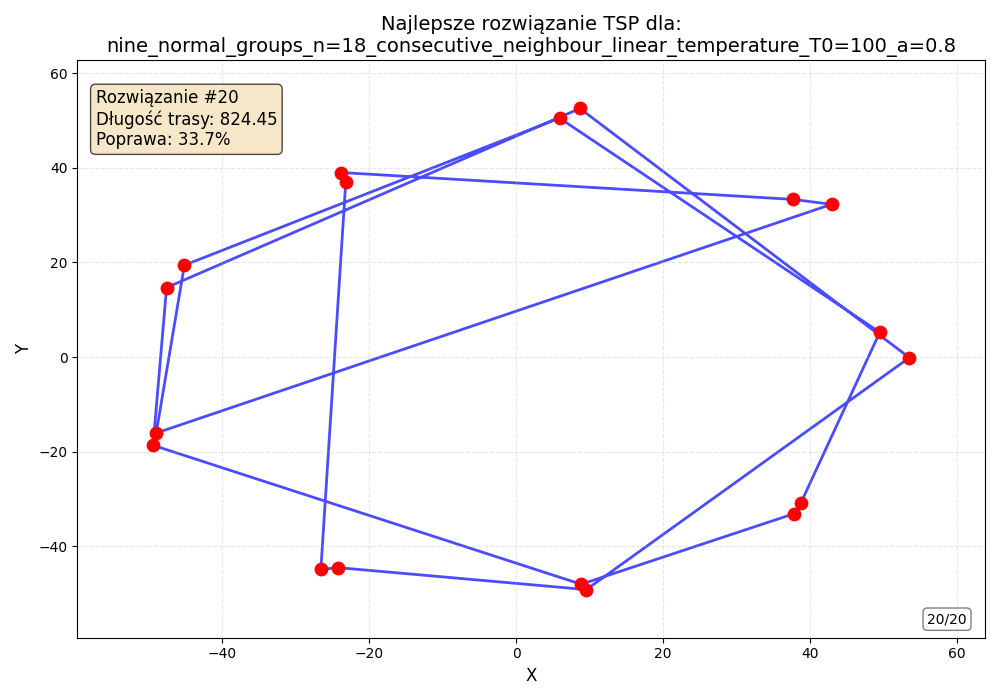 Najlepsze rozwiązanie TSP dla:
nine_normal_groups_n=18_consecutive_neighbour_linear_temperature_T0=100_a=0.8
Rozwiązanie #20
Długość trasy: 824.45
Poprawa: 33.7%
60
40
20
0
−20
−40
Y
20/20
−40 −20 0 20 40 60
X